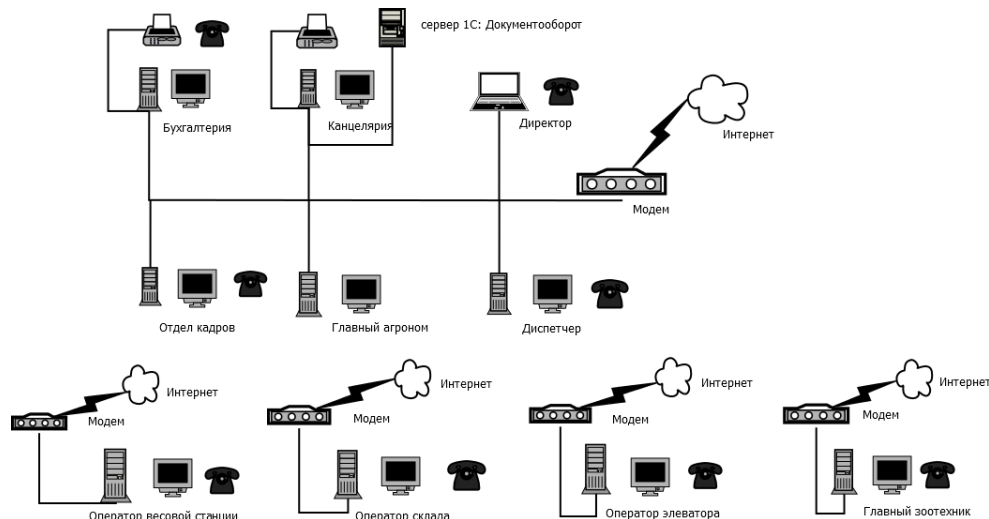 сервер 1С: Документооборот
Бухгалтерия
Канцелярия
Директор
Интернет
Модем
Отдел кадров
Главный агроном
Диспетчер
Интернет
Модем
Оператор весовой станции
Интернет
Модем
Оператор склада
Интернет
Модем
Оператор элеватора
Интернет
Модем
Главный зоотехник